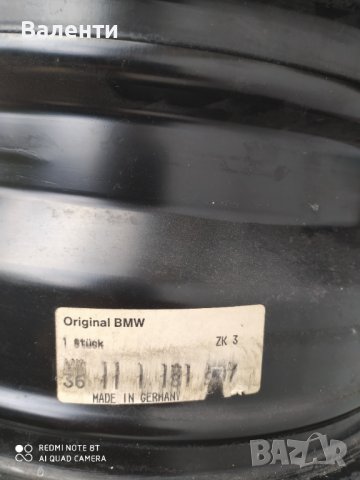 Валенти
Original BMW
1 Stück ZK 3
36 11 1 181
MADE IN GERMANY
REDMI NOTE 8T
AI QUAD CAMERA
BAZAR